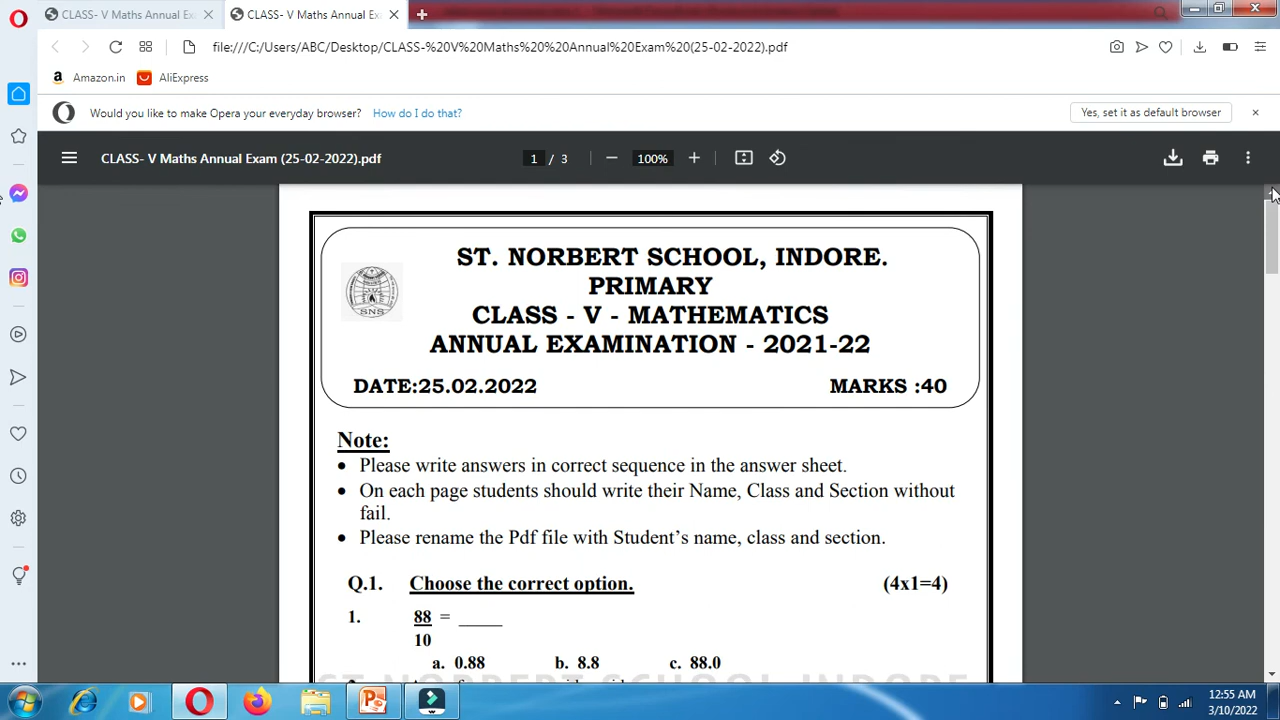 CLASS- V Maths Annual Ex
CLASS- V Maths Annual Ex
file:///C:/Users/ABC/Desktop/CLASS-%20V%20Maths%20%20Annual%20Exam%20(25-02-2022).pdf
Amazon.in AliExpress
Would you like to make Opera your everyday browser? How do I do that? Yes, set it as default browser
CLASS- V Maths Annual Exam (25-02-2022).pdf 1 / 3 100%
ST. NORBERT SCHOOL, INDORE.
PRIMARY
CLASS - V - MATHEMATICS
ANNUAL EXAMINATION - 2021-22
SNS
DATE:25.02.2022 MARKS :40
Note:
• Please write answers in correct sequence in the answer sheet.
• On each page students should write their Name, Class and Section without
fail.
• Please rename the Pdf file with Student's name, class and section.
Q.1. Choose the correct option. (4x1=4)
1. 88 = _____
10
a. 0.88 b. 8.8 c. 88.0
ST NORBERT SCHOOL INDORE
12:55 AM
3/10/2022